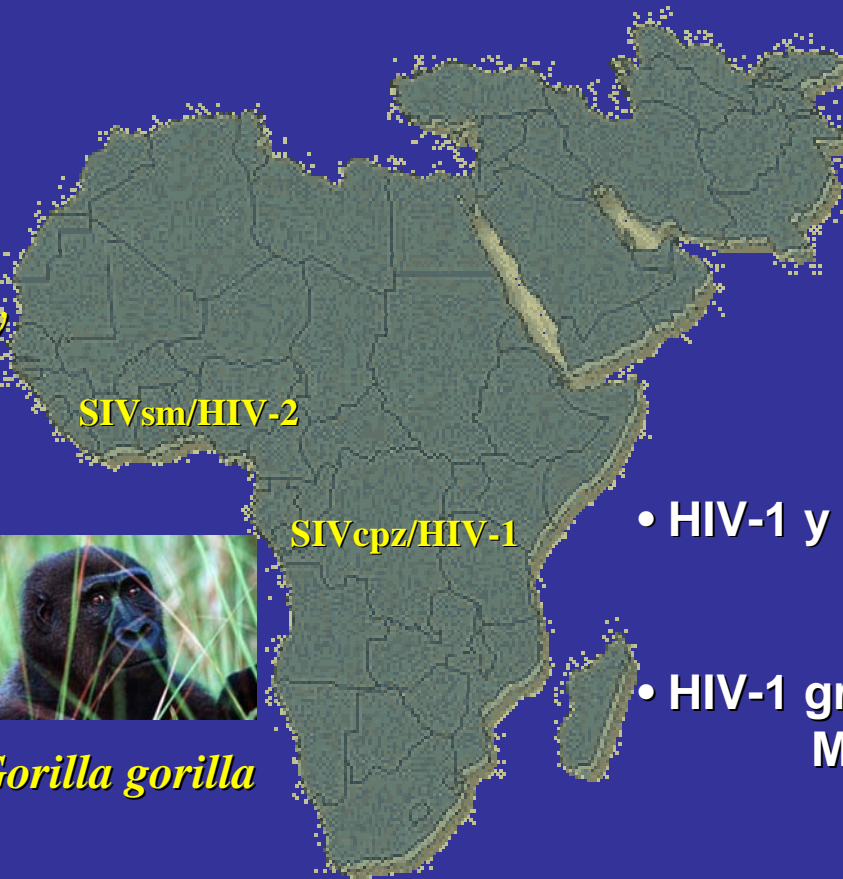 SIVsm/HIV-2
SIVcpz/HIV-1
• HIV-1 y
• HIV-1 gr
M
Gorilla gorilla